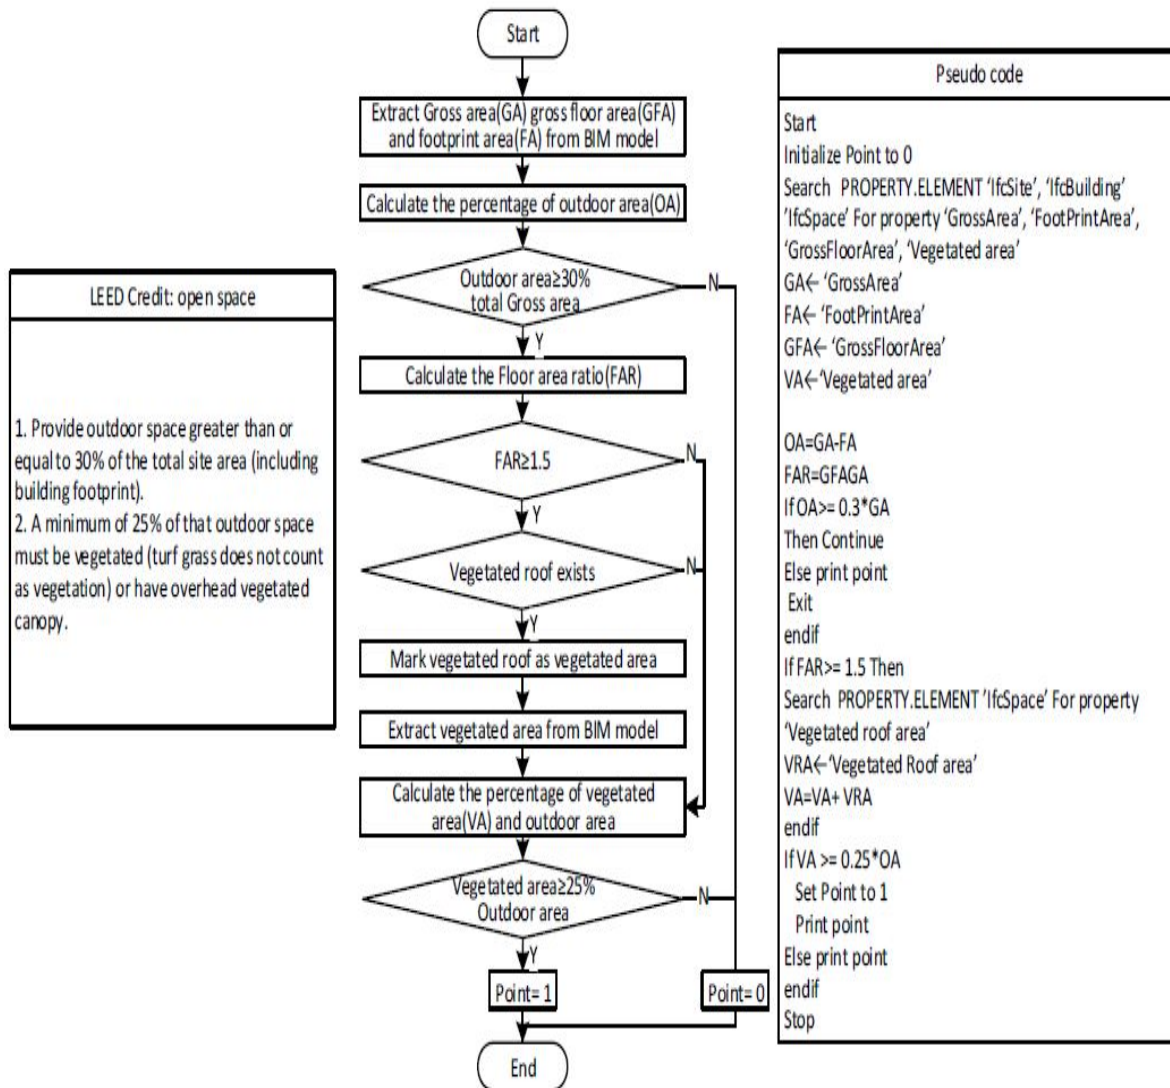 LEED Credit: open space
1. Provide outdoor space greater than or
equal to 30% of the total site area (including
building footprint).
2. A minimum of 25% of that outdoor space
must be vegetated (turf grass does not count
as vegetation) or have overhead vegetated
canopy.
Start
Extract Gross area(GA) gross floor area(GFA)
and footprint area(FA) from BIM model
Calculate the percentage of outdoor area(OA)
Outdoor area≥30%
total Gross area
N
Y
Calculate the Floor area ratio(FAR)
FAR≥1.5
N
Y
Vegetated roof exists
N
Y
Mark vegetated roof as vegetated area
Extract vegetated area from BIM model
Calculate the percentage of vegetated
area(VA) and outdoor area
Vegetated area≥25%
Outdoor area
N
Y
Point= 1
Point= 0
End
Pseudo code
Start
Initialize Point to 0
Search PROPERTY.ELEMENT 'IfcSite', 'IfcBuilding'
'IfcSpace' For property 'GrossArea', 'FootPrintArea',
'GrossFloorArea', 'Vegetated area'
GA← 'GrossArea'
FA← 'FootPrintArea'
GFA← 'GrossFloorArea'
VA←'Vegetated area'
OA=GA-FA
FAR=GFAGA
If OA>= 0.3*GA
Then Continue
Else print point
Exit
endif
If FAR>= 1.5 Then
Search PROPERTY.ELEMENT 'IfcSpace' For property
'Vegetated roof area'
VRA←'Vegetated Roof area'
VA=VA+ VRA
endif
If VA >= 0.25*OA
Set Point to 1
Print point
Else print point
endif
Stop